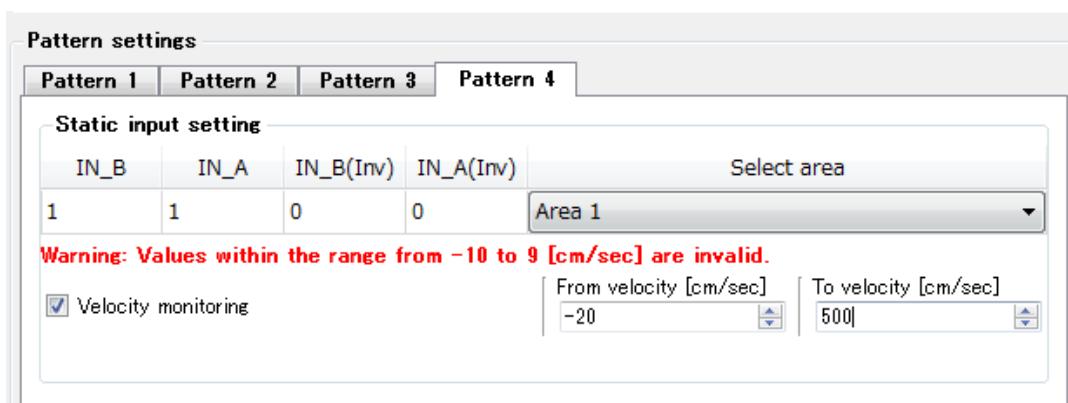 Pattern settings
Pattern 1 Pattern 2 Pattern 3 Pattern 4
Static input setting
IN_B IN_A IN_B(Inv) IN_A(Inv) Select area
1 1 0 0 Area 1
Warning: Values within the range from -10 to 9 [cm/sec] are invalid.
From velocity [cm/sec] To velocity [cm/sec]
Velocity monitoring -20 500